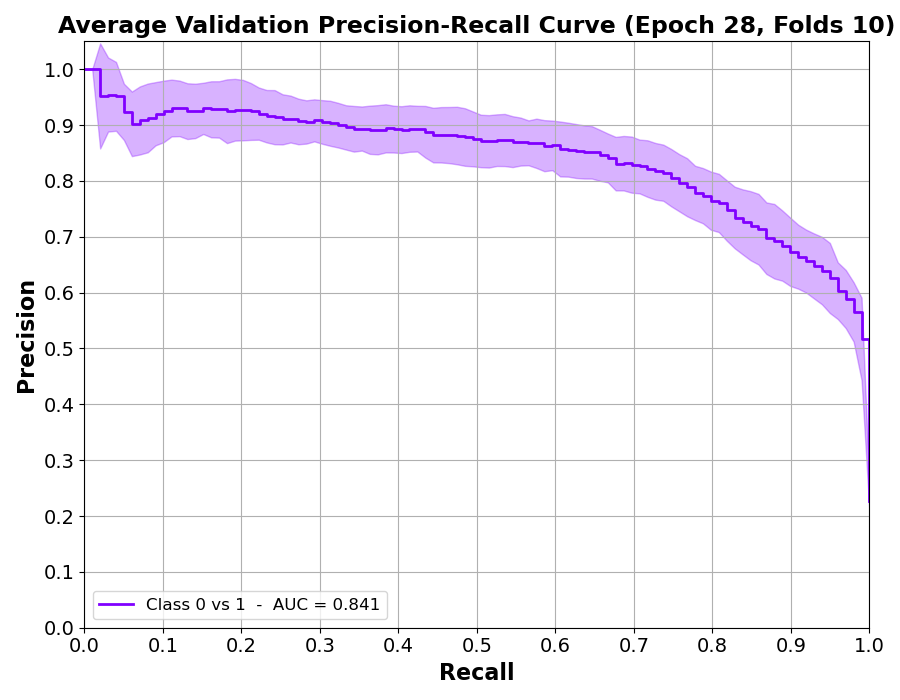 Average Validation Precision-Recall Curve (Epoch 28, Folds 10)
Precision
1.0
0.9
0.8
0.7
0.6
0.5
0.4
0.3
0.2
0.1
0.0
Class 0 vs 1 - AUC = 0.841
0.0 0.1 0.2 0.3 0.4 0.5 0.6 0.7 0.8 0.9 1.0
Recall